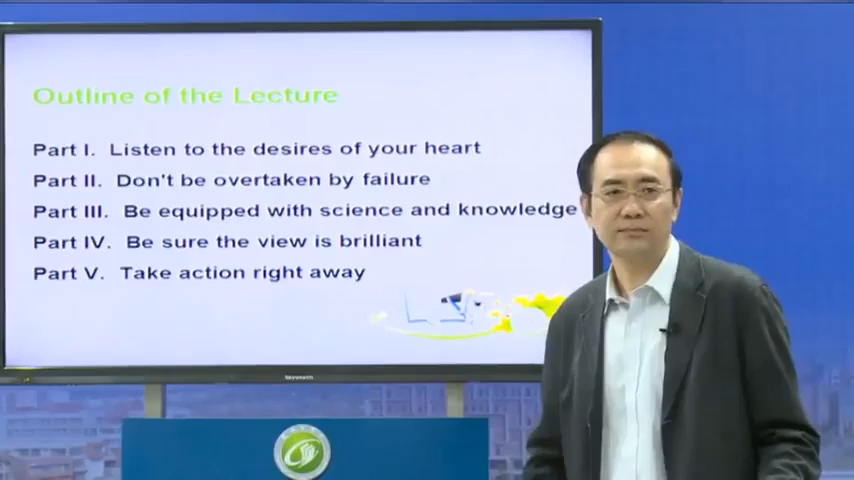 Outline of the Lecture
Part I. Listen to the desires of your heart
Part II. Don't be overtaken by failure
Part III. Be equipped with science and knowledge
Part IV. Be sure the view is brilliant
Part V. Take action right away